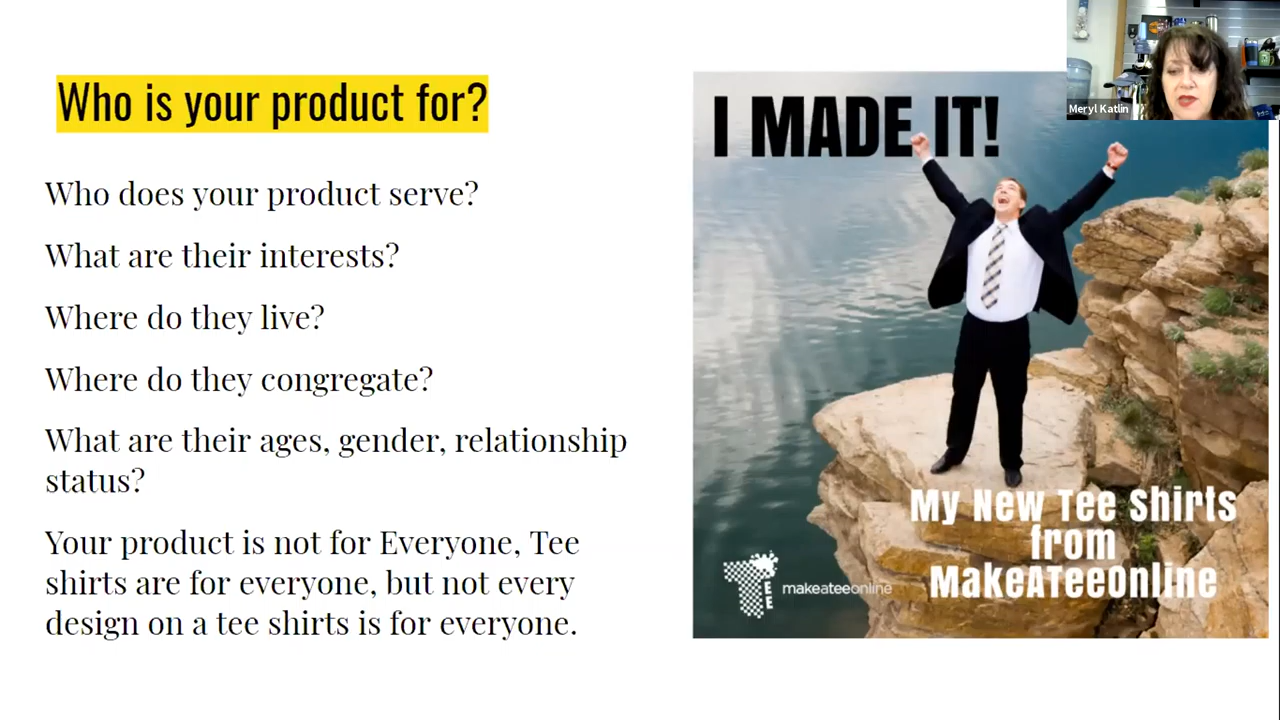 Who is your product for?
Who does your product serve?
What are their interests?
Where do they live?
Where do they congregate?
What are their ages, gender, relationship
status?
Your product is not for Everyone, Tee
shirts are for everyone, but not every
design on a tee shirts is for everyone.
I MADE IT!
My New Tee Shirts
from
MakeATeeOnline
TEE
makeateeonline
Meryl Katlin